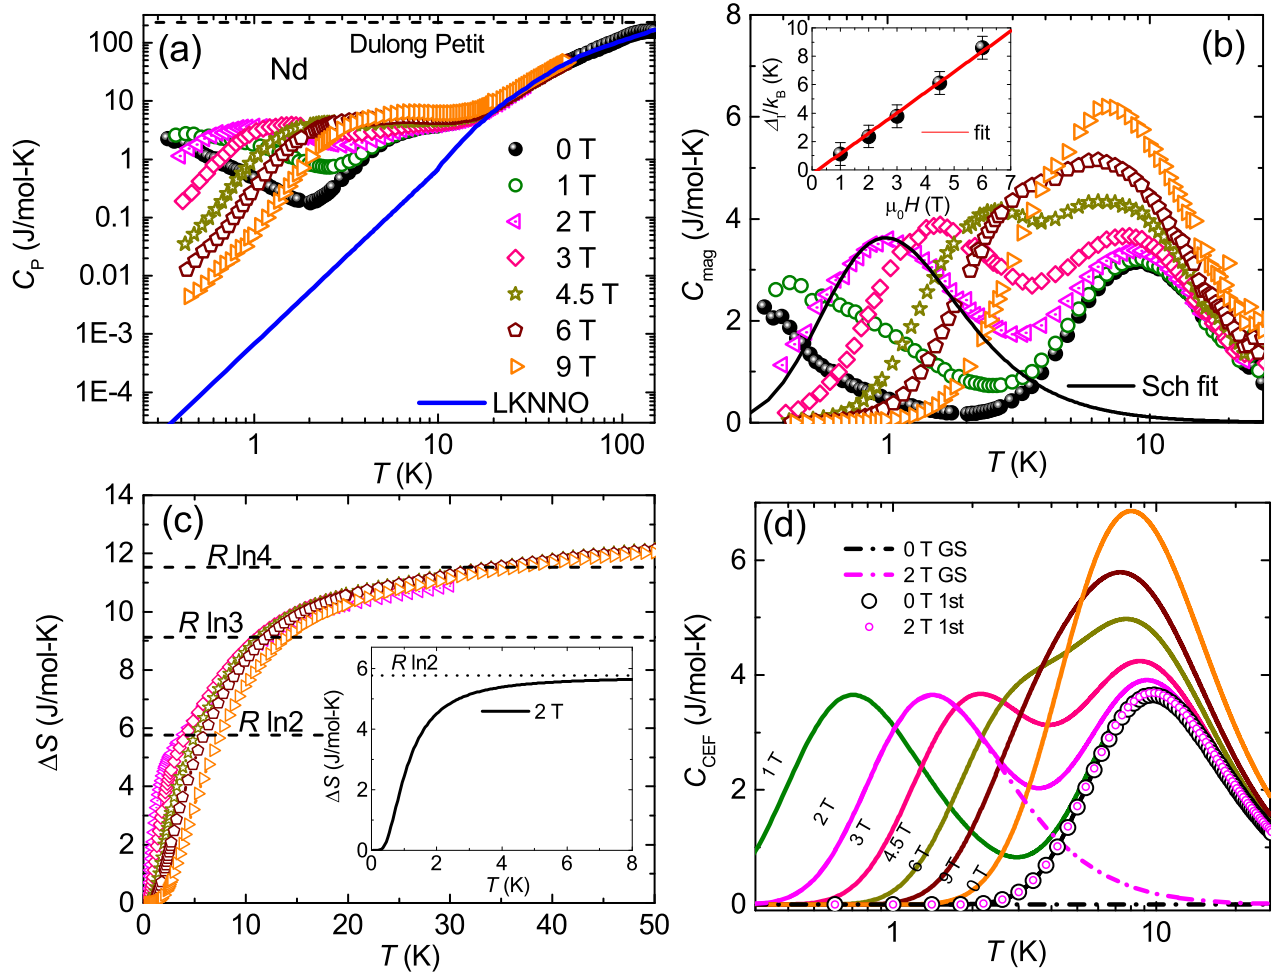 (a)
Dulong Petit
Nd
0 T
1 T
2 T
3 T
4.5 T
6 T
9 T
LKNNO
100
10
1
0.1
0.01
1E-3
1E-4
C_P (J/mol-K)
1 10 100
T (K)
(b)
8
6
4
2
0
C_mag (J/mol-K)
Δ_I/k_B (K)
10
8
6
4
2
0
0 1 2 3 4 5 6 7
μ₀H (T)
fit
Sch fit
1 10
T (K)
(c)
14
12
10
8
6
4
2
0
ΔS (J/mol-K)
R ln4
R ln3
R ln2
0 10 20 30 40 50
T (K)
R ln2
2 T
6
4
2
0
ΔS (J/mol-K)
0 2 4 6 8
T (K)
(d)
0 T GS
2 T GS
0 T 1st
2 T 1st
6
4
2
0
C_CEF (J/mol-K)
1 T
2 T
3 T
4.5 T
6 T
9 T
0 T
1 10
T (K)